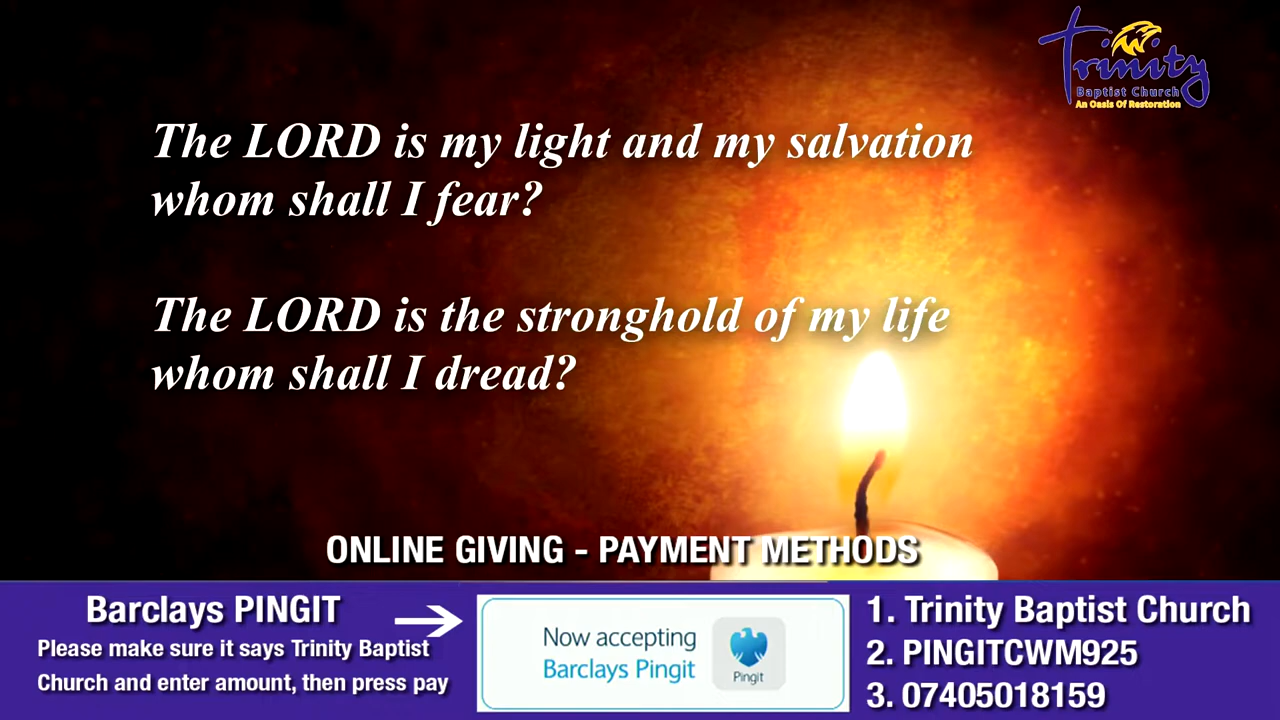 Trinity
Baptist Church
An Oasis Of Restoration
The LORD is my light and my salvation
whom shall I fear?
The LORD is the stronghold of my life
whom shall I dread?
ONLINE GIVING - PAYMENT METHODS
Barclays PINGIT
Please make sure it says Trinity Baptist
Church and enter amount, then press pay
Now accepting
Barclays Pingit
Pingit
1. Trinity Baptist Church
2. PINGITCWM925
3. 07405018159